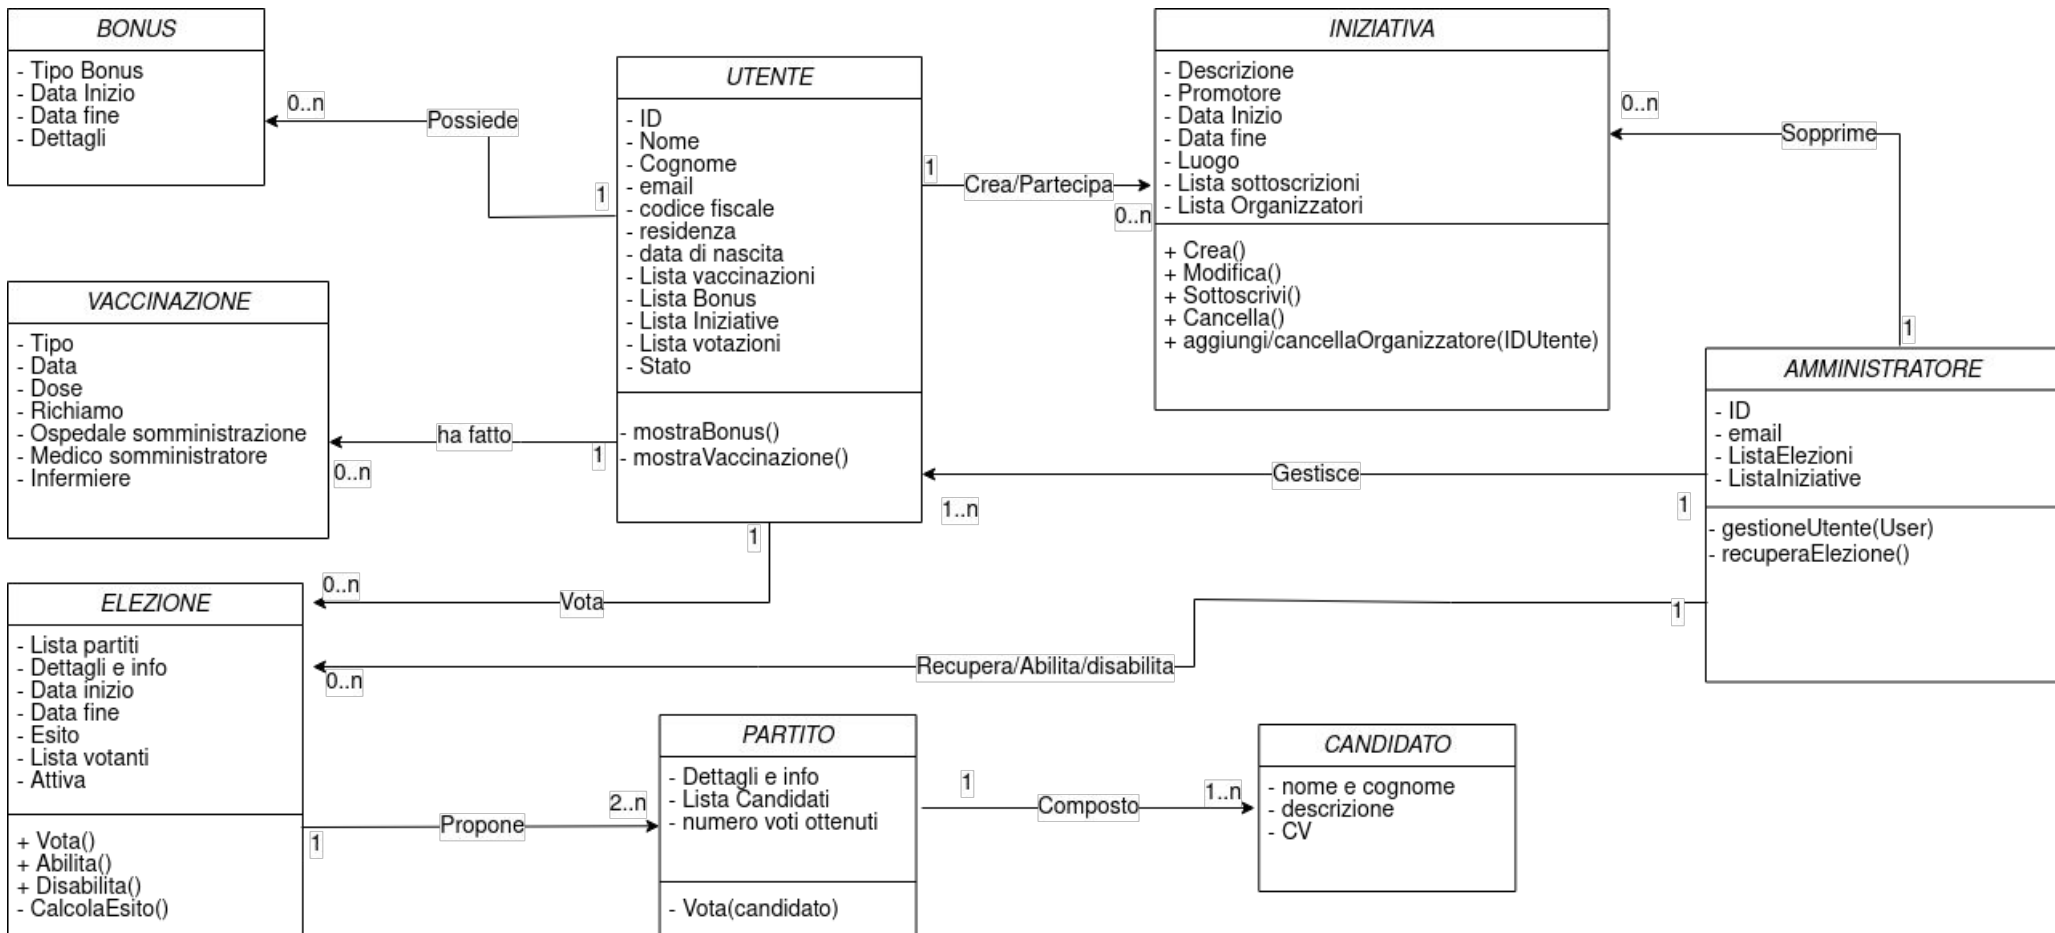 BONUS
- Tipo Bonus
- Data Inizio
- Data fine
- Dettagli
0..n
Possiede
1
UTENTE
- ID
- Nome
- Cognome
- email
- codice fiscale
- residenza
- data di nascita
- Lista vaccinazioni
- Lista Bonus
- Lista Iniziative
- Lista votazioni
- Stato
- mostraBonus()
- mostraVaccinazione()
1
Crea/Partecipa
0..n
INIZIATIVA
- Descrizione
- Promotore
- Data Inizio
- Data fine
- Luogo
- Lista sottoscrizioni
- Lista Organizzatori
+ Crea()
+ Modifica()
+ Sottoscrivi()
+ Cancella()
+ aggiungi/cancellaOrganizzatore(IDUtente)
0..n
Sopprime
1
VACCINAZIONE
- Tipo
- Data
- Dose
- Richiamo
- Ospedale somministrazione
- Medico somministratore
- Infermiere
ha fatto
0..n
1
AMMINISTRATORE
- ID
- email
- ListaElezioni
- ListaIniziative
- gestioneUtente(User)
- recuperaElezione()
Gestisce
1..n
1
1
0..n
Vota
ELEZIONE
- Lista partiti
- Dettagli e info
- Data inizio
- Data fine
- Esito
- Lista votanti
- Attiva
+ Vota()
+ Abilita()
+ Disabilita()
- CalcolaEsito()
1
Recupera/Abilita/disabilita
0..n
1
Propone
2..n
PARTITO
- Dettagli e info
- Lista Candidati
- numero voti ottenuti
- Vota(candidato)
1
Composto
1..n
CANDIDATO
- nome e cognome
- descrizione
- CV